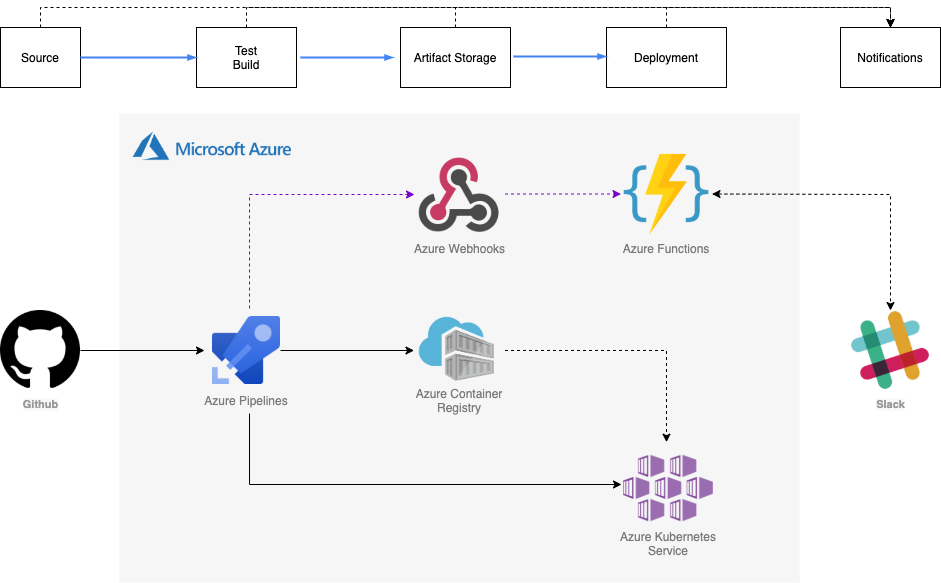 Source
Test
Build
Artifact Storage
Deployment
Notifications
Microsoft Azure
Azure Webhooks
Azure Functions
Github
Azure Pipelines
Azure Container
Registry
Slack
Azure Kubernetes
Service